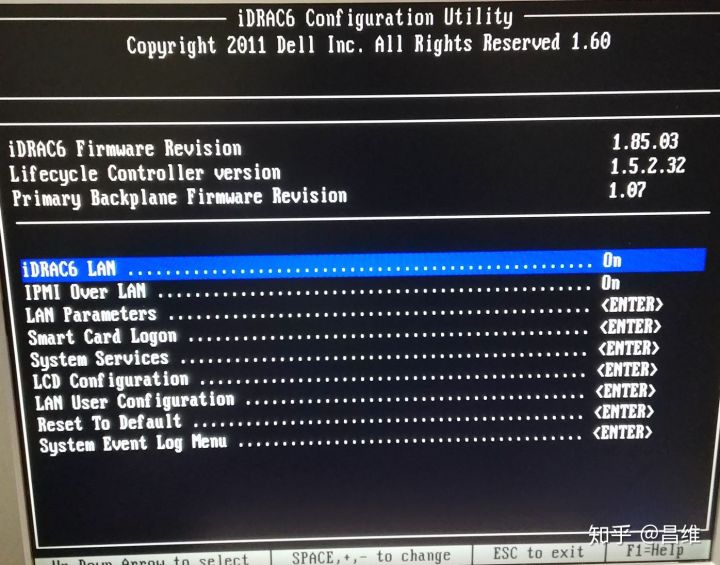 iDRAC6 Configuration Utility
Copyright 2011 Dell Inc. All Rights Reserved 1.60
iDRAC6 Firmware Revision 1.85.03
Lifecycle Controller version 1.5.2.32
Primary Backplane Firmware Revision 1.07
iDRAC6 LAN ........................................................ On
IPMI Over LAN ..................................................... On
LAN Parameters .................................................... <ENTER>
Smart Card Logon .................................................. <ENTER>
System Services ................................................... <ENTER>
LCD Configuration ................................................. <ENTER>
LAN User Configuration ............................................ <ENTER>
Reset To Default .................................................. <ENTER>
System Event Log Menu ............................................. <ENTER>
Up Down Arrow to select SPACE,+,- to change ESC to exit F1=Help
知乎 @昌维